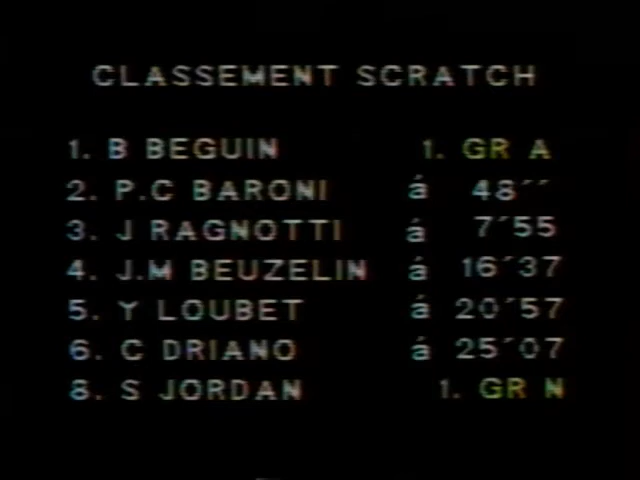 CLASSEMENT SCRATCH
1. B BEGUIN 1. GR A
2. P.C BARONI á 48´´
3. J RAGNOTTI á 7´55
4. J.M BEUZELIN á 16´37
5. Y LOUBET á 20´57
6. C DRIANO á 25´07
8. S JORDAN 1. GR N